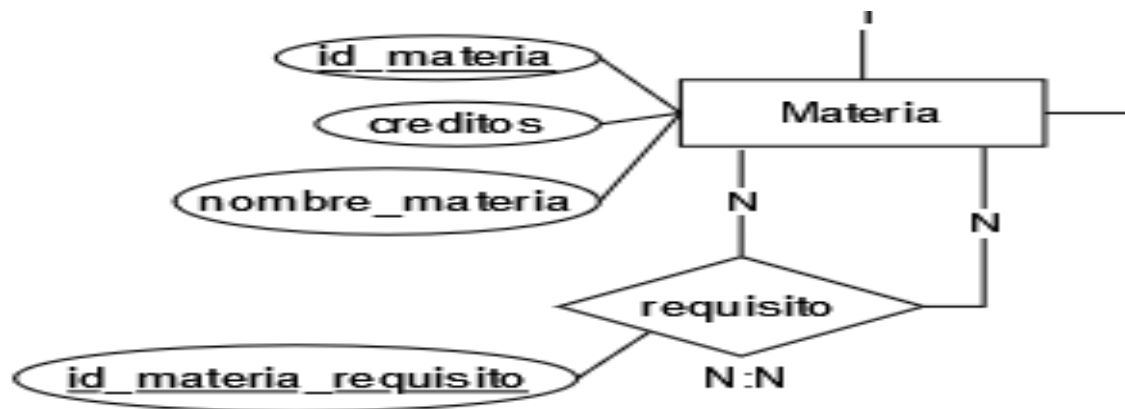 id_materia
creditos
nombre_materia
Materia
N
N
requisito
id_materia_requisito
N:N